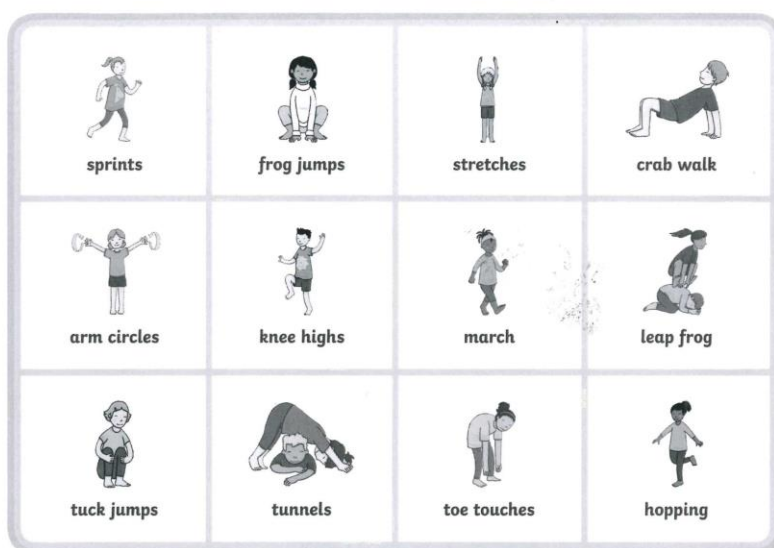 sprints
frog jumps
stretches
crab walk
arm circles
knee highs
march
leap frog
tuck jumps
tunnels
toe touches
hopping